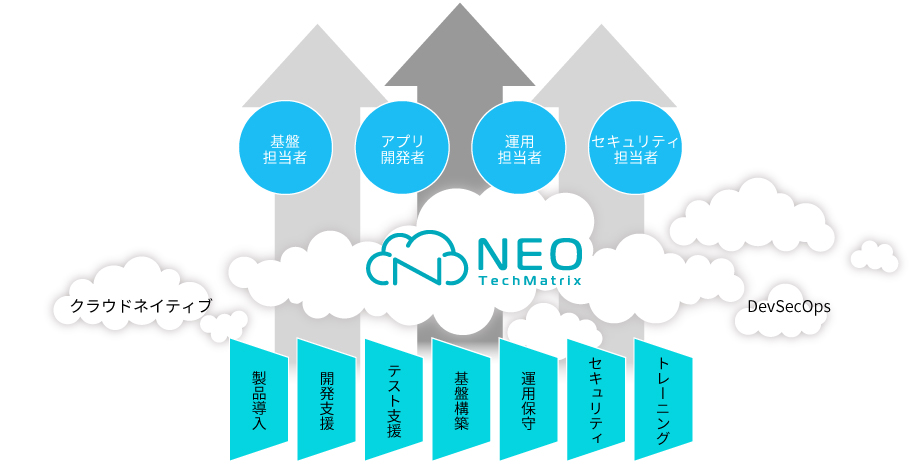 基盤
担当者
アプリ
開発者
運用
担当者
セキュリティ
担当者
NEO
TechMatrix
クラウドネイティブ
DevSecOps
製品導入
開発支援
テスト支援
基盤構築
運用保守
セキュリティ
トレーニング